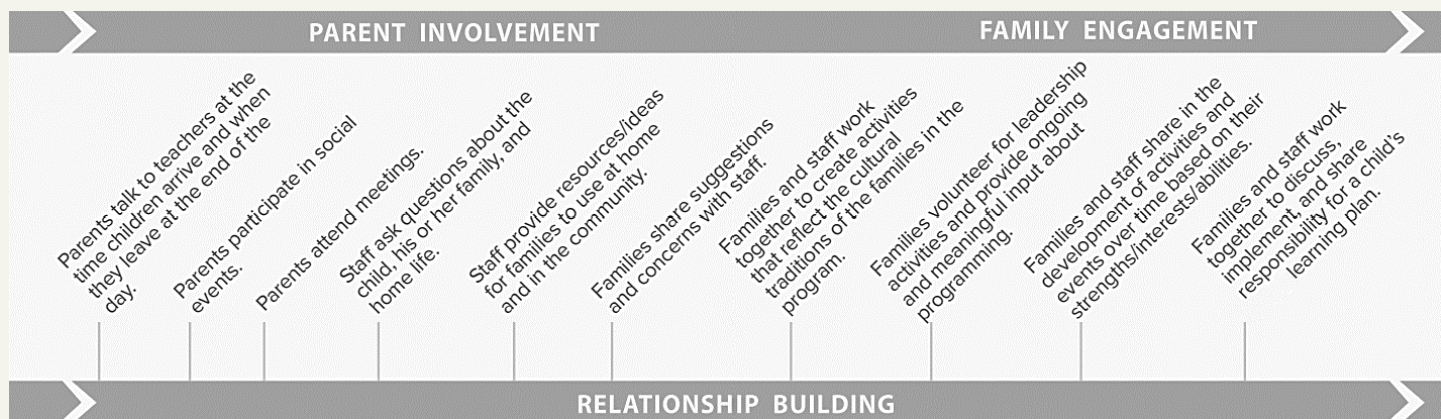 PARENT INVOLVEMENT
FAMILY ENGAGEMENT
Parents talk to teachers at the
time children arrive and when
they leave at the end of the
day.
Parents participate in social
events.
Parents attend meetings.
Staff ask questions about the
child, his or her family, and
home life.
Staff provide resources/ideas
for families to use at home
and in the community.
Families share suggestions
and concerns with staff.
Families and staff work
together to create activities
that reflect the cultural
traditions of the families in the
program.
Families volunteer for leadership
activities and provide ongoing
and meaningful input about
programming.
Families and staff share in the
development of activities and
events over time based on their
strengths/interests/abilities.
Families and staff work
together to discuss,
implement, and share
responsibility for a child's
learning plan.
RELATIONSHIP BUILDING